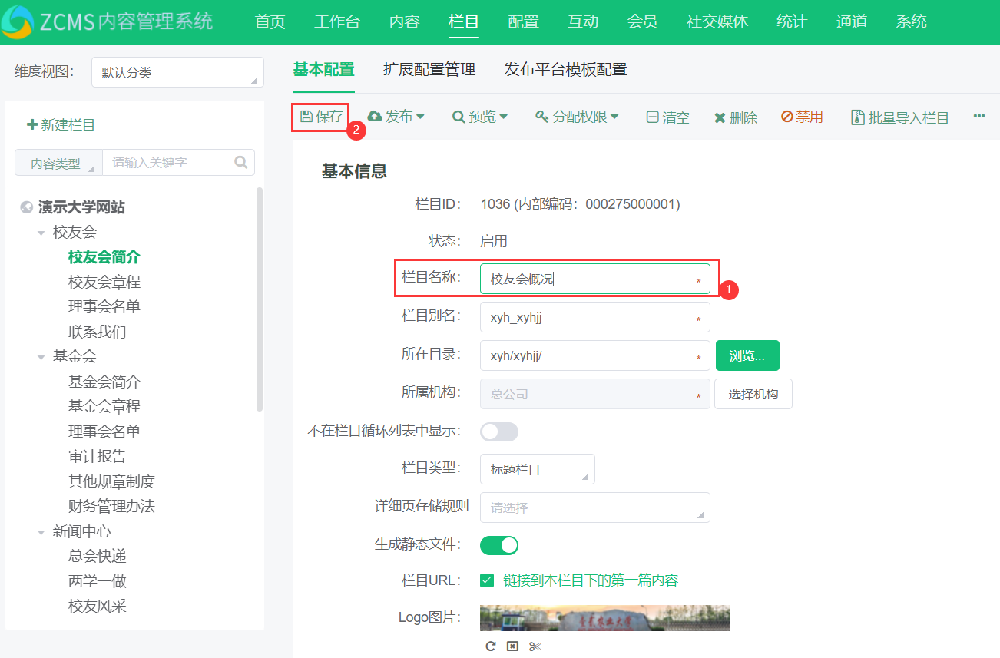 ZCMS内容管理系统 首页 工作台 内容 栏目 配置 互动 会员 社交媒体 统计 通道 系统
维度视图： 默认分类
基本配置 扩展配置管理 发布平台模板配置
新建栏目
保存 2 发布 预览 分配权限 清空 删除 禁用 批量导入栏目
内容类型 请输入关键字
演示大学网站
校友会
校友会简介
校友会章程
理事会名单
联系我们
基金会
基金会简介
基金会章程
理事会名单
审计报告
其他规章制度
财务管理办法
新闻中心
总会快递
两学一做
校友风采
基本信息
栏目ID： 1036 (内部编码：000275000001)
状态： 启用
栏目名称： 校友会概况 * 1
栏目别名： xyh_xyhjj *
所在目录： xyh/xyhjj/ * 浏览...
所属机构： 总公司 * 选择机构
不在栏目循环列表中显示：
栏目类型： 标题栏目
详细页存储规则 请选择
生成静态文件：
栏目URL： 链接到本栏目下的第一篇内容
Logo图片：